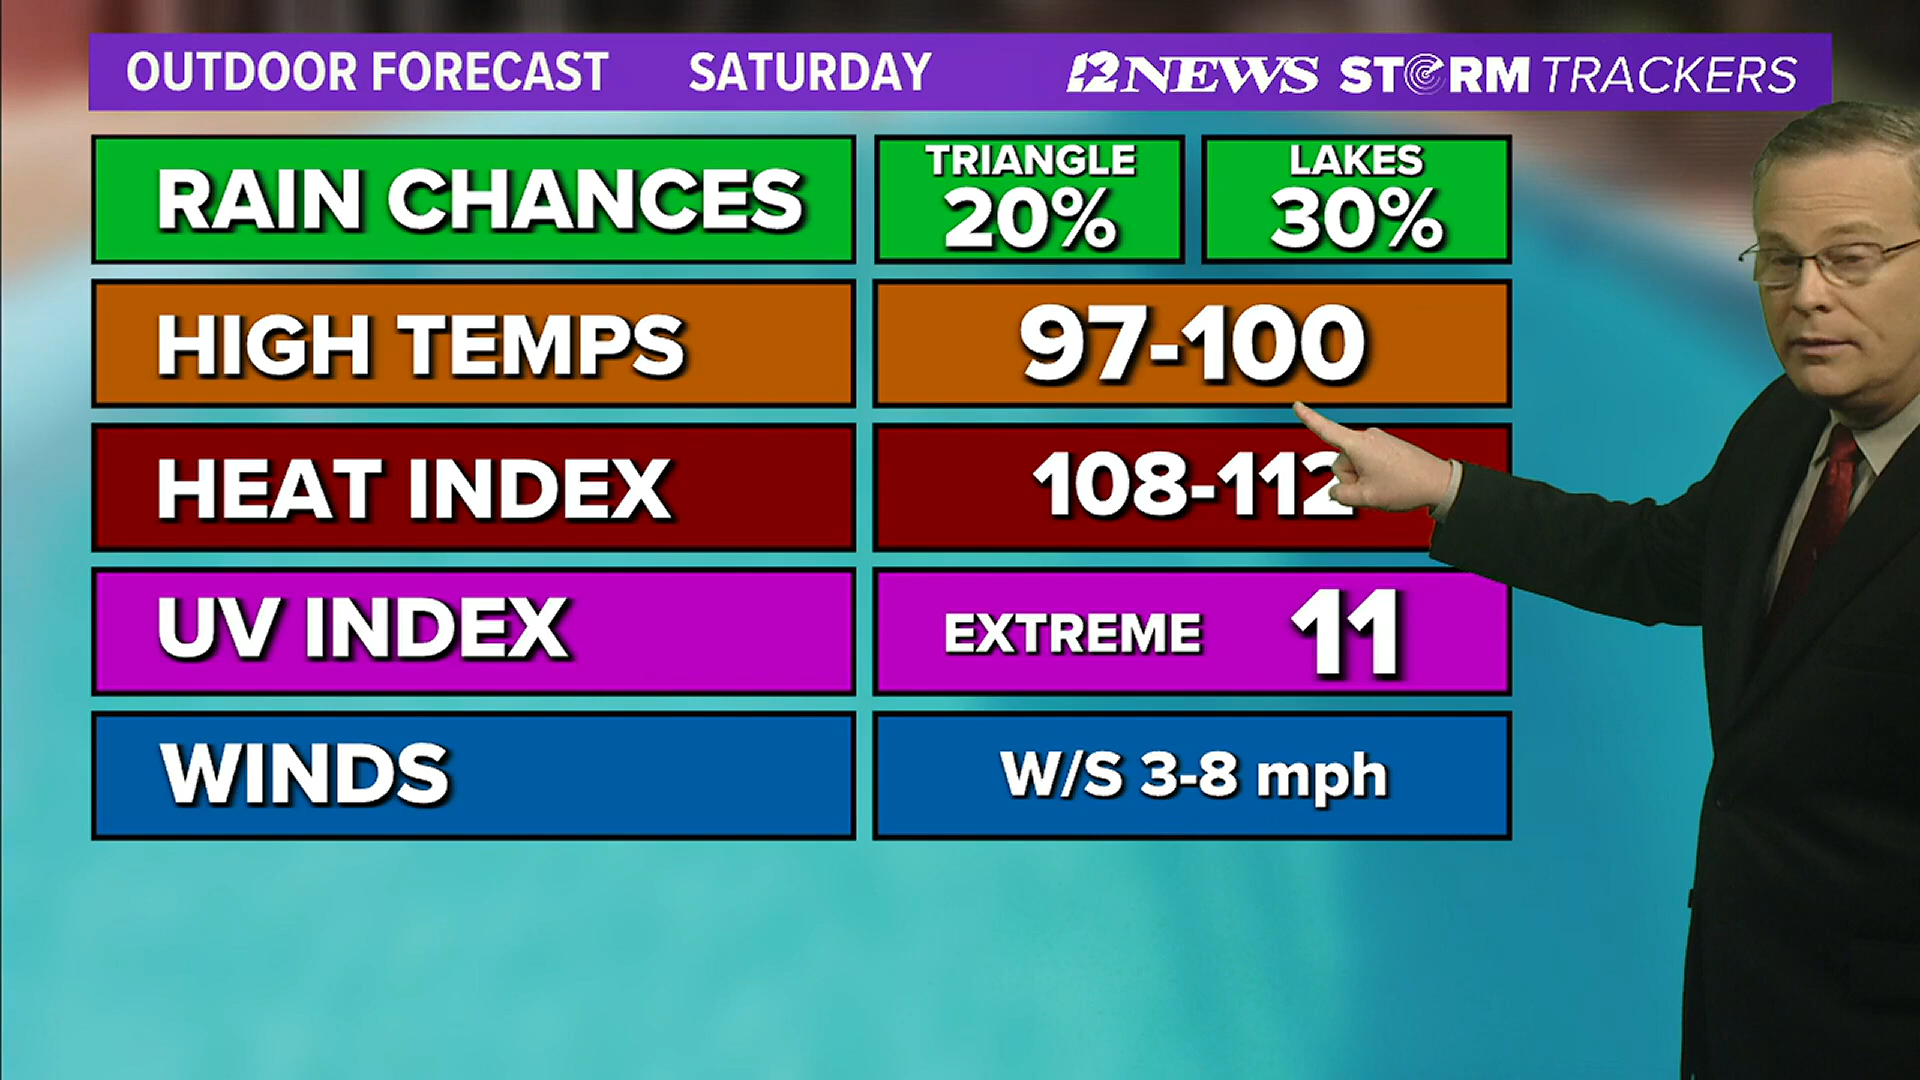 OUTDOOR FORECAST SATURDAY 12NEWS STORM TRACKERS
RAIN CHANCES
TRIANGLE
20%
LAKES
30%
HIGH TEMPS
97-100
HEAT INDEX
108-112
UV INDEX
EXTREME 11
WINDS
W/S 3-8 mph